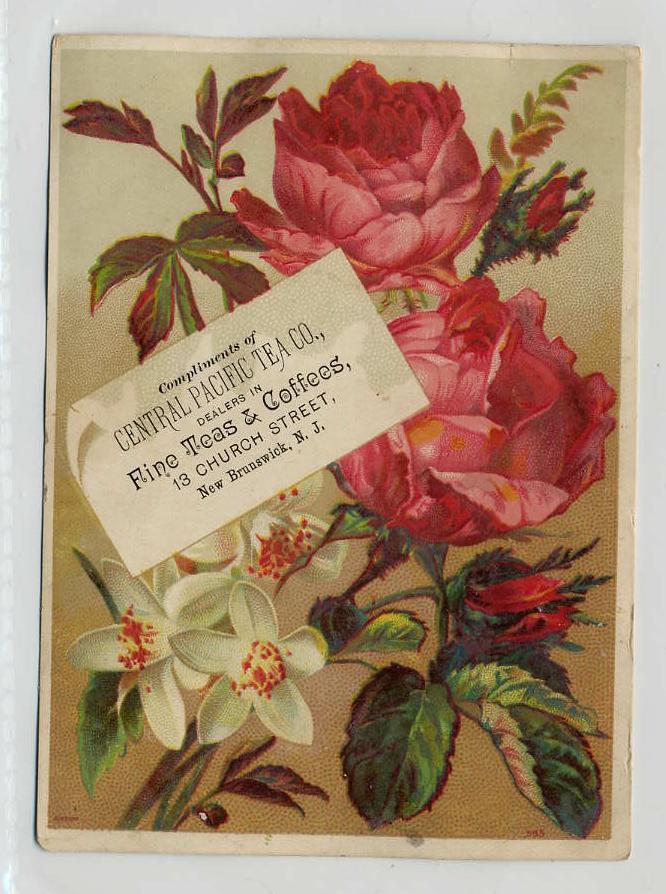 Compliments of
CENTRAL PACIFIC TEA CO.,
DEALERS IN
Fine Teas & Coffees,
13 CHURCH STREET,
New Brunswick, N. J.